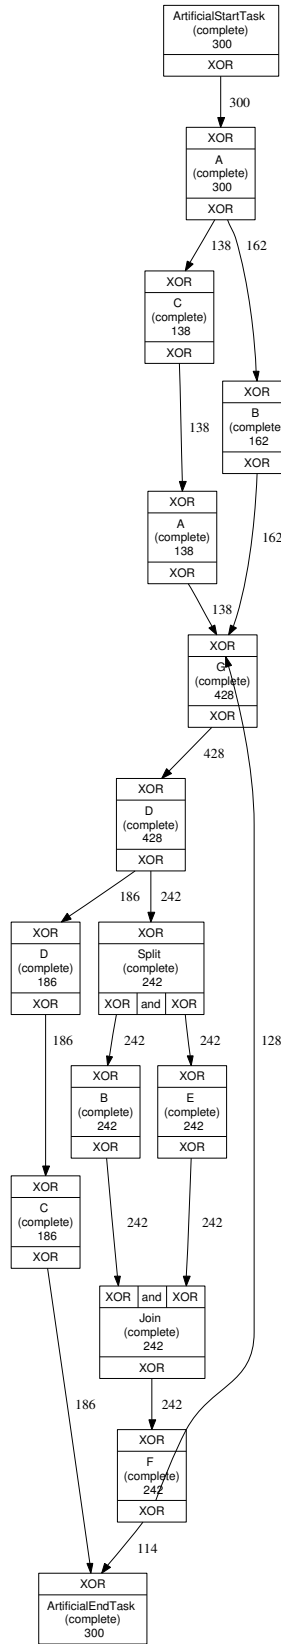 ArtificialStartTask
(complete)
300
XOR
300
XOR
A
(complete)
300
XOR
138
162
XOR
C
(complete)
138
XOR
XOR
B
(complete
162
XOR
138
XOR
A
(complete)
138
XOR
162
138
XOR
G
(complete)
428
XOR
428
XOR
D
(complete)
428
XOR
186
242
XOR
D
(complete)
186
XOR
XOR
Split
(complete)
242
XOR and XOR
186
242
242
128
XOR
B
(complete)
242
XOR
XOR
E
(complete)
242
XOR
XOR
C
(complete)
186
XOR
242
242
XOR and XOR
Join
(complete)
242
XOR
186
242
XOR
F
(complete)
242
XOR
114
XOR
ArtificialEndTask
(complete)
300